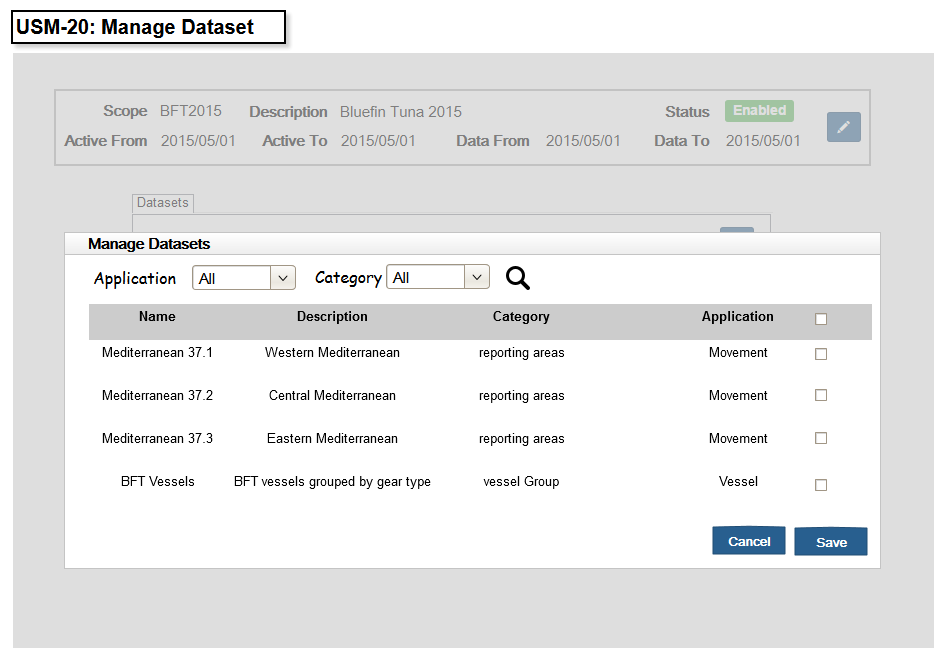 USM-20: Manage Dataset
Scope BFT2015 Description Bluefin Tuna 2015 Status Enabled
Active From 2015/05/01 Active To 2015/05/01 Data From 2015/05/01 Data To 2015/05/01
Datasets
Manage Datasets
Application All Category All
Name Description Category Application
Mediterranean 37.1 Western Mediterranean reporting areas Movement
Mediterranean 37.2 Central Mediterranean reporting areas Movement
Mediterranean 37.3 Eastern Mediterranean reporting areas Movement
BFT Vessels BFT vessels grouped by gear type vessel Group Vessel
Cancel Save